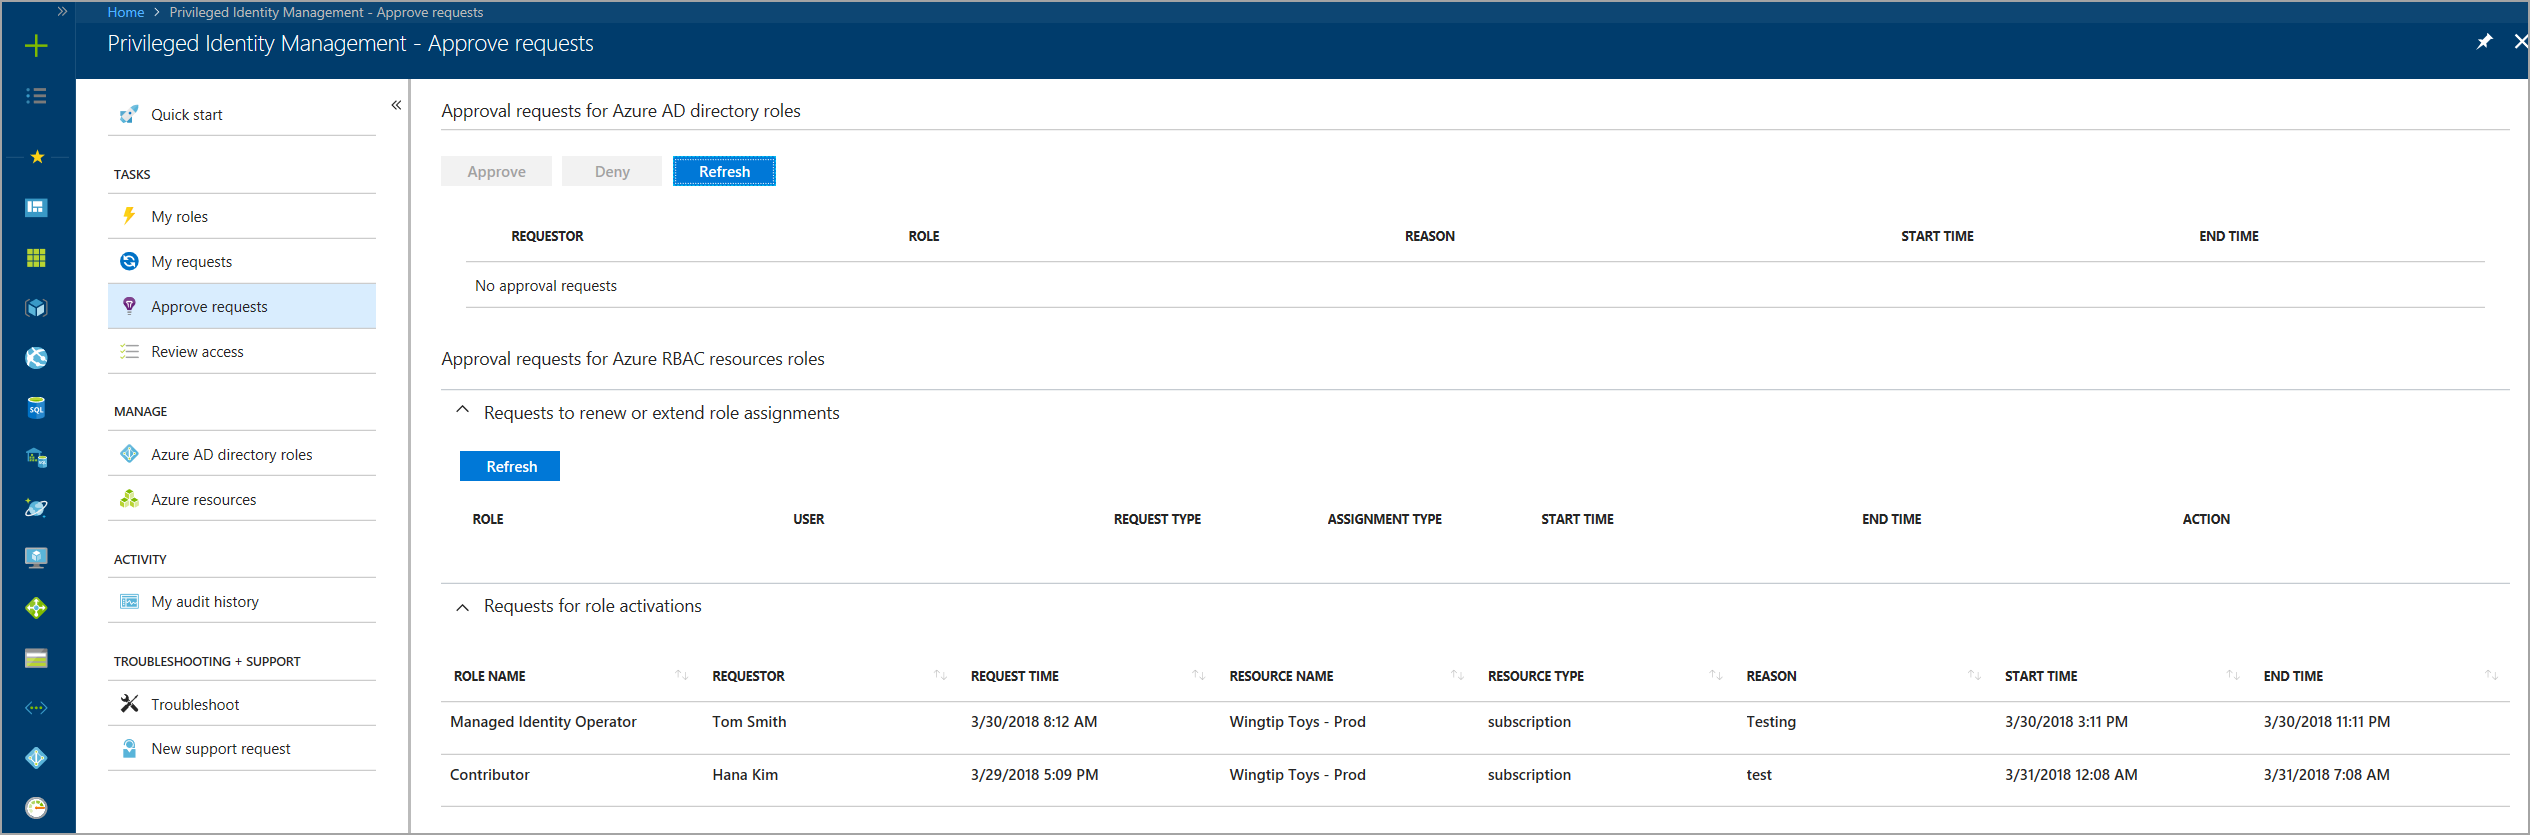 Home > Privileged Identity Management - Approve requests
Privileged Identity Management - Approve requests
Quick start
TASKS
My roles
My requests
Approve requests
Review access
MANAGE
Azure AD directory roles
Azure resources
ACTIVITY
My audit history
TROUBLESHOOTING + SUPPORT
Troubleshoot
New support request
Approval requests for Azure AD directory roles
Approve Deny Refresh
REQUESTOR ROLE REASON START TIME END TIME
No approval requests
Approval requests for Azure RBAC resources roles
Requests to renew or extend role assignments
Refresh
ROLE USER REQUEST TYPE ASSIGNMENT TYPE START TIME END TIME ACTION
Requests for role activations
ROLE NAME REQUESTOR REQUEST TIME RESOURCE NAME RESOURCE TYPE REASON START TIME END TIME
Managed Identity Operator Tom Smith 3/30/2018 8:12 AM Wingtip Toys - Prod subscription Testing 3/30/2018 3:11 PM 3/30/2018 11:11 PM
Contributor Hana Kim 3/29/2018 5:09 PM Wingtip Toys - Prod subscription test 3/31/2018 12:08 AM 3/31/2018 7:08 AM
SQL